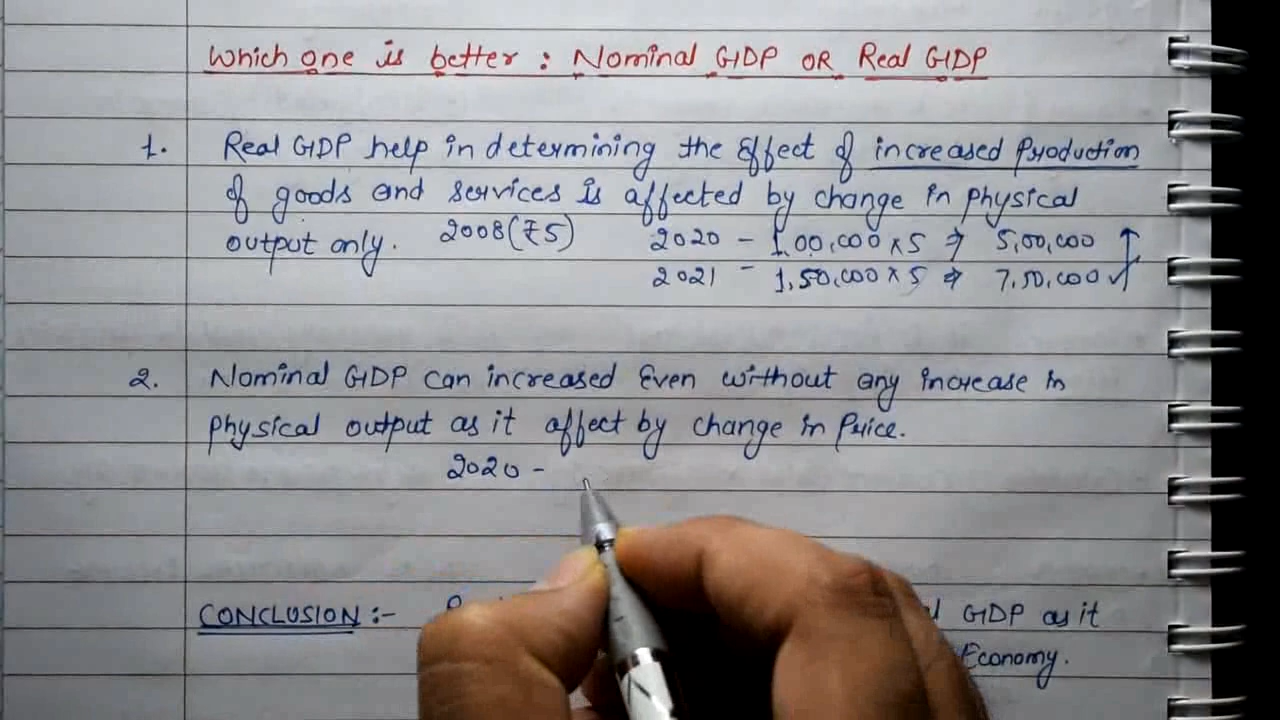 Which one is better : Nominal GDP OR Real GDP
1. Real GDP help in determining the Effect of increased Production
of goods and services is affected by change in physical
output only. 2008 (₹5) 2020 - 1,00,000 x 5 ⇒ 5,00,000 ↑
2021 - 1,50,000 x 5 ⇒ 7,50,000 ✓
2. Nominal GDP can increased Even without any increase in
physical output as it affect by change in Price.
2020 -
CONCLUSION :- GDP as it
Economy.